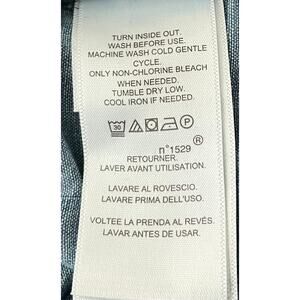 TURN INSIDE OUT.
WASH BEFORE USE.
MACHINE WASH COLD GENTLE
CYCLE.
ONLY NON-CHLORINE BLEACH
WHEN NEEDED.
TUMBLE DRY LOW.
COOL IRON IF NEEDED.
30 P
n°1529 ®
RETOURNER.
LAVER AVANT UTILISATION.
LAVARE AL ROVESCIO.
LAVARE PRIMA DELL'USO.
VOLTEE LA PRENDA AL REVÉS.
LAVAR ANTES DE USAR.